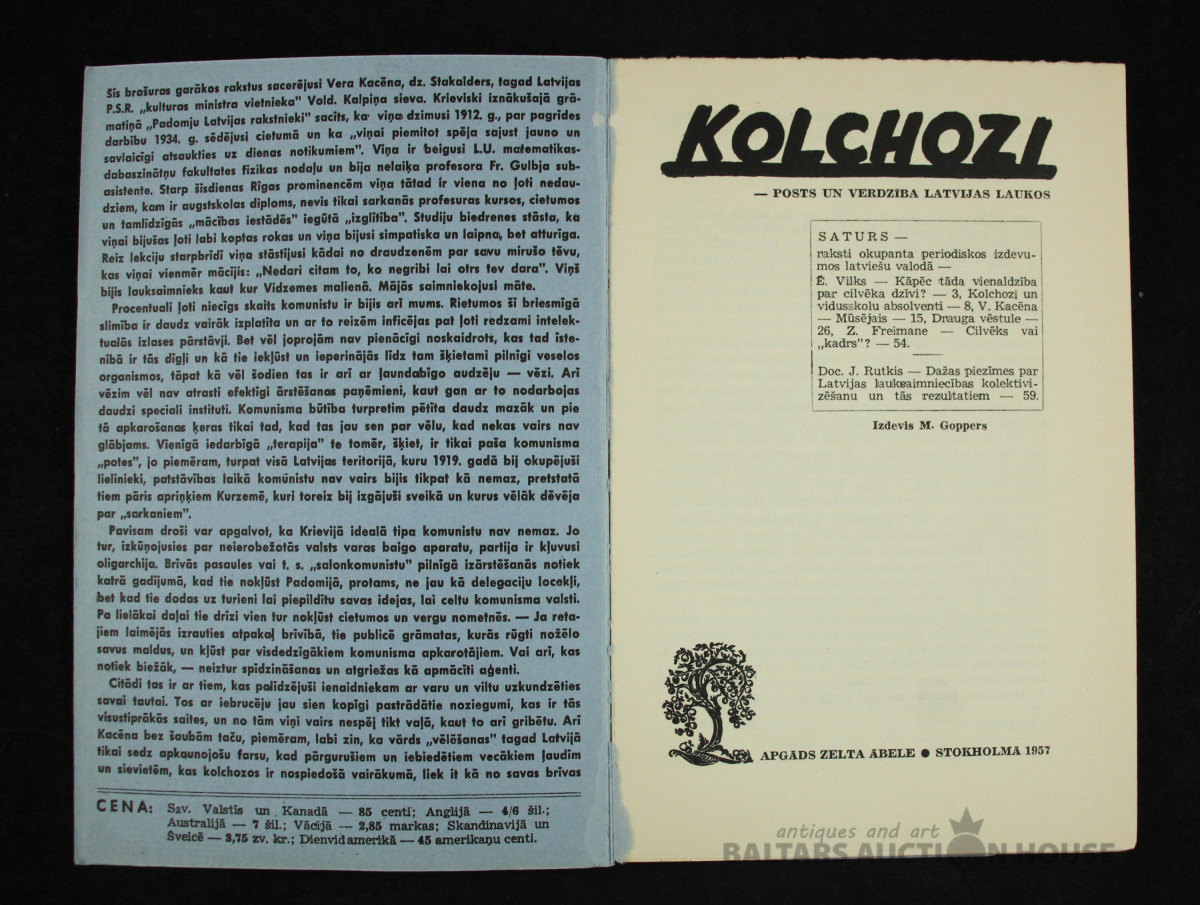 Šīs brošuras garākos rakstus sacerējusi Vera Kacēna, dz. Stakalders, tagad Latvijas
P.S.R. „kulturas ministra vietnieka" Vold. Kalpiņa sieva. Krieviski iznākušajā grā-
matiņā „Padomju Latvijas rakstnieki" sacīts, ka viņa dzimusi 1912. g., par pagrides
darbību 1934. g. sēdējusi cietumā un ka „viņai piemitot spēja sajust jauno un
savlaicīgi atsaukties uz dienas notikumiem". Viņa ir beigusi L.U. matematikas-
dabaszinātņu fakultates fizikas nodaļu un bija nelaiķa profesora Fr. Gulbja sub-
asistente. Starp šīsdienas Rīgas prominencēm viņa tātad ir viena no ļoti nedau-
dziem, kam ir augstskolas diploms, nevis tikai sarkanās profesuras kursos, cietumos
un tamlīdzīgās „mācības iestādēs" iegūtā „izglītība". Studiju biedrenes stāsta, ka
viņai bijušas ļoti labi koptas rokas un viņa bijusi simpatiska un laipna, bet atturīga.
Reiz lekciju starpbrīdī viņa stāstījusi kādai no draudzenēm par savu mirušo tēvu,
kas viņai vienmēr mācījis: „Nedari citam to, ko negribi lai otrs tev dara". Viņš
bijis lauksaimnieks kaut kur Vidzemes malienā. Mājās saimniekojusi māte.
Procentuali ļoti niecīgs skaits komunistu ir bijis arī mums. Rietumos šī briesmīgā
slimība ir daudz vairāk izplatīta un ar to reizēm inficējas pat ļoti redzami intelek-
tualās izlases pārstāvji. Bet vēl joprojām nav pienācīgi noskaidrots, kas tad īste-
nībā ir tās dīgļi un kā tie iekļūst un ieperinājās līdz tam šķietami pilnīgi veselos
organismos, tāpat kā vēl šodien tas ir arī ar ļaundabīgo audzēju — vēzi. Arī
vēzim vēl nav atrasti efektīgi ārstēšanas paņēmieni, kaut gan ar to nodarbojas
daudzi speciali instituti. Komunisma būtība turpretim pētīta daudz mazāk un pie
tā apkarošanas ķeras tikai tad, kad tas jau sen par vēlu, kad nekas vairs nav
glābjams. Vienīgā iedarbīgā „terapija" te tomēr, šķiet, ir tikai paša komunisma
„potes", jo piemēram, turpat visā Latvijas teritorijā, kuru 1919. gadā bij okupējuši
lielinieki, patstāvības laikā komūnistu nav vairs bijis tikpat kā nemaz, pretstatā
tiem pāris apriņķiem Kurzemē, kuri toreiz bij izgājuši sveikā un kurus vēlāk dēvēja
par „sarkaniem".
Pavisam droši var apgalvot, ka Krievijā idealā tipa komunistu nav nemaz. Jo
tur, izkūņojusies par neierobežotās valsts varas baigo aparatu, partija ir kļuvusi
oligarchija. Brīvās pasaules vai t. s. „salonkomunistu" pilnīgā izārstēšanās notiek
katrā gadījumā, kad tie nokļūst Padomijā, protams, ne jau kā delegaciju locekļi,
bet kad tie dodas uz turieni lai piepildītu savas idejas, lai celtu komunisma valsti.
Pa lielākai daļai tie drīzi vien tur nokļūst cietumos un vergu nometnēs. — Ja reta-
jiem laimējās izrauties atpakaļ brīvībā, tie publicē grāmatas, kurās rūgti nožēlo
savus maldus, un kļūst par visdedzīgākiem komunisma apkarotājiem. Vai arī, kas
notiek biežāk, — neiztur spīdzināšanas un atgriežas kā apmācīti aģenti.
Citādi tas ir ar tiem, kas palīdzējuši ienaidniekam ar varu un viltu uzkundzēties
savai tautai. Tos ar iebrucēju jau sien kopīgi pastrādātie noziegumi, kas ir tās
visustiprākās saites, un no tām viņi vairs nespēj tikt vaļā, kaut to arī gribētu. Arī
Kacēna bez šaubām taču, piemēram, labi zin, ka vārds „vēlēšanas" tagad Latvijā
tikai sedz apkaunojošu farsu, kad pārgurušiem un iebiedētiem vecākiem ļaudīm
un sievietēm, kas kolchozos ir nospiedošā vairākumā, liek it kā no savas brīvas
CENA: Sav. Valstīs un Kanadā — 85 centi; Anglijā — 4/6 šil.;
Australijā — 7 šil.; Vācijā — 2,85 markas; Skandinavijā un
Šveicē — 3,75 zv. kr.; Dienvidamerikā — 45 amerikaņu centi.
KOLCHOZI
— POSTS UN VERDZĪBA LATVIJAS LAUKOS
SATURS —
raksti okupanta periodiskos izdevu-
mos latviešu valodā —
Ē. Vilks — Kāpēc tāda vienaldzība
par cilvēka dzīvi? — 3, Kolchozi un
vidusskolu absolventi — 8, V. Kacēna
— Mūsējais — 15, Drauga vēstule —
26, Z. Freimane — Cilvēks vai
„kadrs"? — 54.
Doc. J. Rutkis — Dažas piezīmes par
Latvijas lauksaimniecības kolektivi-
zēšanu un tās rezultatiem — 59.
Izdevis M. Goppers
APGĀDS ZELTA ĀBELE ● STOKHOLMĀ 1957
antiques and art
BALTARS AUCTION HOUSE